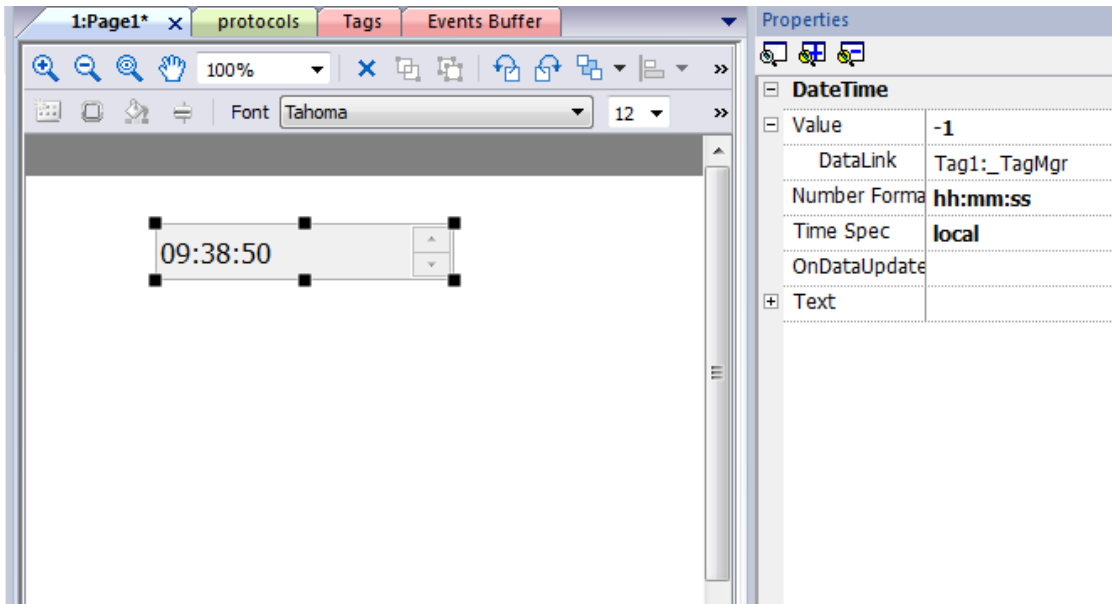 1:Page1*
protocols
Tags
Events Buffer
Properties
100%
Font Tahoma 12
DateTime
Value -1
DataLink Tag1:_TagMgr
Number Forma hh:mm:ss
Time Spec local
OnDataUpdate
Text
09:38:50